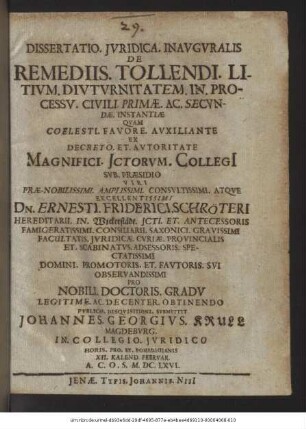 29.
DISSERTATIO. JVRIDICA. INAVGVRALIS
DE
REMEDIIS. TOLLENDI. LI-
TIVM. DIVTVRNITATEM. IN. PRO-
CESSV. CIVILI PRIMÆ. AC. SECVN-
DÆ. INSTANTIÆ
QVAM
COELESTI. FAVORE. AVXILIANTE
EX
DECRETO. ET. AVTORITATE
MAGNIFICI. JCTORVM. COLLEGI
SVB. PRÆSIDIO
VIRI
PRÆ-NOBILISSIMI. AMPLISSIMI. CONSVLTISSIMI. ATQVE
EXCELLENTISSIMI
DN. ERNESTI. FRIDERICI. SCHRÖTERI
HEREDITARII. IN. Wickerstätt. JCTI. ET. ANTECESSORIS
FAMIGERATISSIMI. CONSILIARII. SAXONICI. GRAVISSIMI
FACULTATIS. JVRIDICÆ. CVRIÆ. PROVINCIALIS
ET. SCABINATVS. ADSESSORIS. SPE-
CTATISSIMI
DOMINI. PROMOTORIS. ET. FAVTORIS. SVI
OBSERVANDISSIMI
PRO
NOBILI. DOCTORIS. GRADV
LEGITIME. AC. DECENTER. OBTINENDO
PVBLICÆ. DISQVISITIONI. SUBMITTIT
JOHANNES. GEORGIVS. KRULL
MAGDEBURG.
IN. COLLEGIO. JVRIDICO
HORIS. PRO. ET. POMERIDIANIS
XII. KALEND. FEBRVAR.
A. C. O. S. M. DC. LXVI.
JENÆ. TYPIS. JOHANNIS. NISI